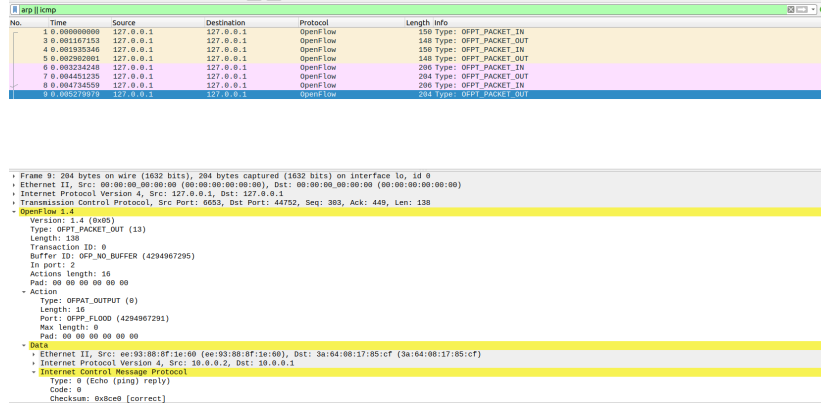 arp || icmp
No. Time Source Destination Protocol Length Info
1 0.000000000 127.0.0.1 127.0.0.1 OpenFlow 150 Type: OFPT_PACKET_IN
3 0.001167153 127.0.0.1 127.0.0.1 OpenFlow 148 Type: OFPT_PACKET_OUT
4 0.001935346 127.0.0.1 127.0.0.1 OpenFlow 150 Type: OFPT_PACKET_IN
5 0.002902001 127.0.0.1 127.0.0.1 OpenFlow 148 Type: OFPT_PACKET_OUT
6 0.003234248 127.0.0.1 127.0.0.1 OpenFlow 206 Type: OFPT_PACKET_IN
7 0.004451235 127.0.0.1 127.0.0.1 OpenFlow 204 Type: OFPT_PACKET_OUT
8 0.004734559 127.0.0.1 127.0.0.1 OpenFlow 206 Type: OFPT_PACKET_IN
9 0.005279979 127.0.0.1 127.0.0.1 OpenFlow 204 Type: OFPT_PACKET_OUT
Frame 9: 204 bytes on wire (1632 bits), 204 bytes captured (1632 bits) on interface lo, id 0
Ethernet II, Src: 00:00:00_00:00:00 (00:00:00:00:00:00), Dst: 00:00:00_00:00:00 (00:00:00:00:00:00)
Internet Protocol Version 4, Src: 127.0.0.1, Dst: 127.0.0.1
Transmission Control Protocol, Src Port: 6653, Dst Port: 44752, Seq: 303, Ack: 449, Len: 138
OpenFlow 1.4
Version: 1.4 (0x05)
Type: OFPT_PACKET_OUT (13)
Length: 138
Transaction ID: 0
Buffer ID: OFP_NO_BUFFER (4294967295)
In port: 2
Actions length: 16
Pad: 00 00 00 00 00 00
Action
Type: OFPAT_OUTPUT (0)
Length: 16
Port: OFPP_FLOOD (4294967291)
Max length: 0
Pad: 00 00 00 00 00 00
Data
Ethernet II, Src: ee:93:88:8f:1e:60 (ee:93:88:8f:1e:60), Dst: 3a:64:08:17:85:cf (3a:64:08:17:85:cf)
Internet Protocol Version 4, Src: 10.0.0.2, Dst: 10.0.0.1
Internet Control Message Protocol
Type: 0 (Echo (ping) reply)
Code: 0
Checksum: 0x8ce0 [correct]